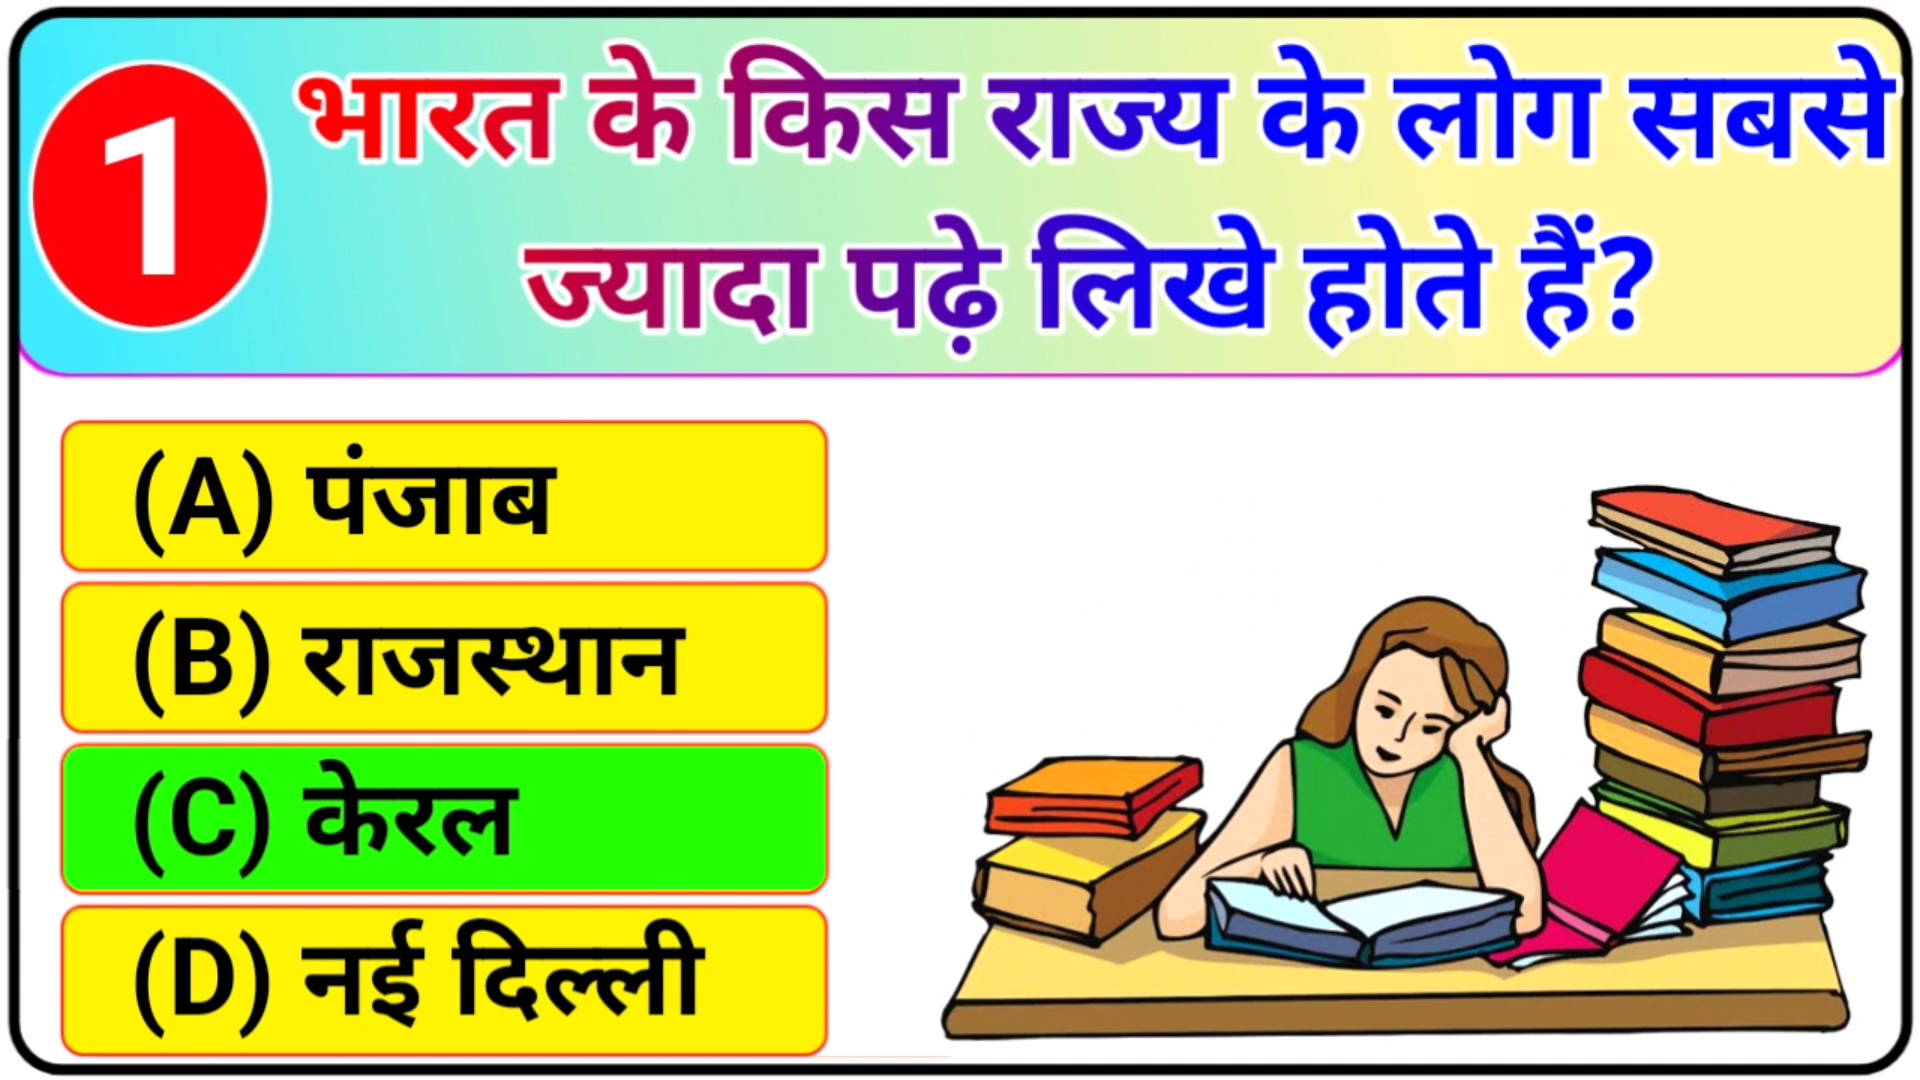 1
भारत के किस राज्य के लोग सबसे
ज्यादा पढ़े लिखे होते हैं?
(A) पंजाब
(B) राजस्थान
(C) केरल
(D) नई दिल्ली